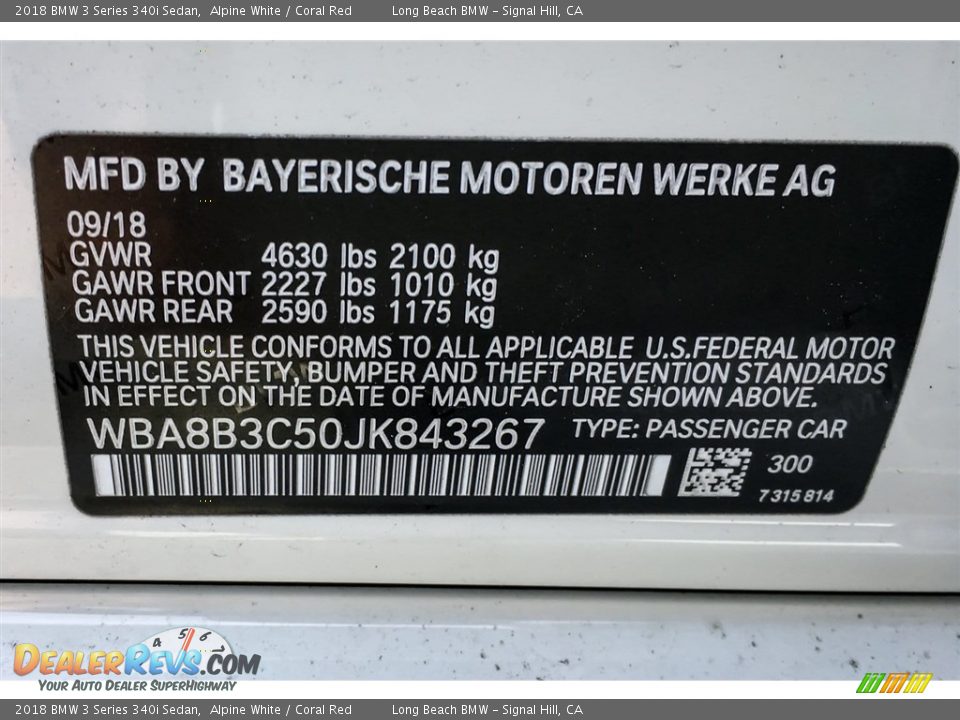 2018 BMW 3 Series 340i Sedan, Alpine White / Coral Red Long Beach BMW - Signal Hill, CA
MFD BY BAYERISCHE MOTOREN WERKE AG
09/18
GVWR 4630 lbs 2100 kg
GAWR FRONT 2227 lbs 1010 kg
GAWR REAR 2590 lbs 1175 kg
THIS VEHICLE CONFORMS TO ALL APPLICABLE U.S.FEDERAL MOTOR
VEHICLE SAFETY, BUMPER AND THEFT PREVENTION STANDARDS
IN EFFECT ON THE DATE OF MANUFACTURE SHOWN ABOVE.
WBA8B3C50JK843267 TYPE: PASSENGER CAR
300
7315814
4 5 6
DealerRevs.com
Your Auto Dealer SuperHighway
2018 BMW 3 Series 340i Sedan, Alpine White / Coral Red Long Beach BMW - Signal Hill, CA